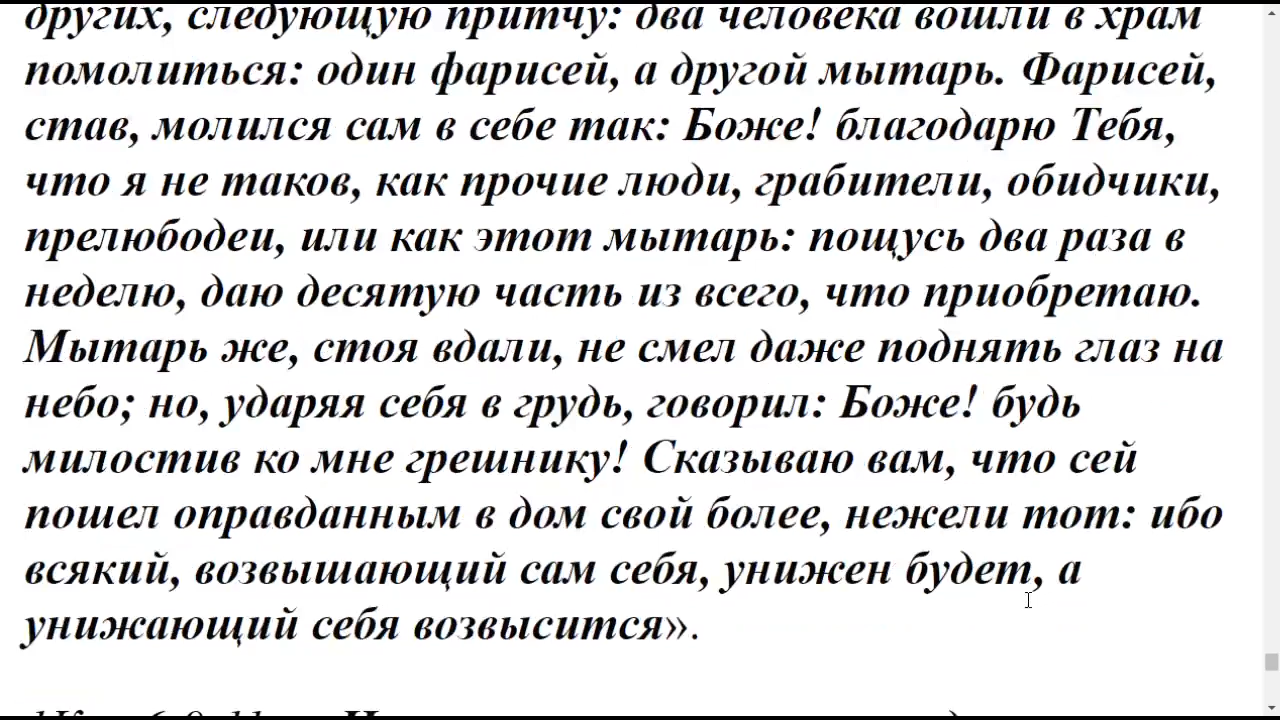 других, следующую притчу: два человека вошли в храм
помолиться: один фарисей, а другой мытарь. Фарисей,
став, молился сам в себе так: Боже! благодарю Тебя,
что я не таков, как прочие люди, грабители, обидчики,
прелюбодеи, или как этот мытарь: пощусь два раза в
неделю, даю десятую часть из всего, что приобретаю.
Мытарь же, стоя вдали, не смел даже поднять глаз на
небо; но, ударяя себя в грудь, говорил: Боже! будь
милостив ко мне грешнику! Сказываю вам, что сей
пошел оправданным в дом свой более, нежели тот: ибо
всякий, возвышающий сам себя, унижен будет, а
унижающий себя возвысится».